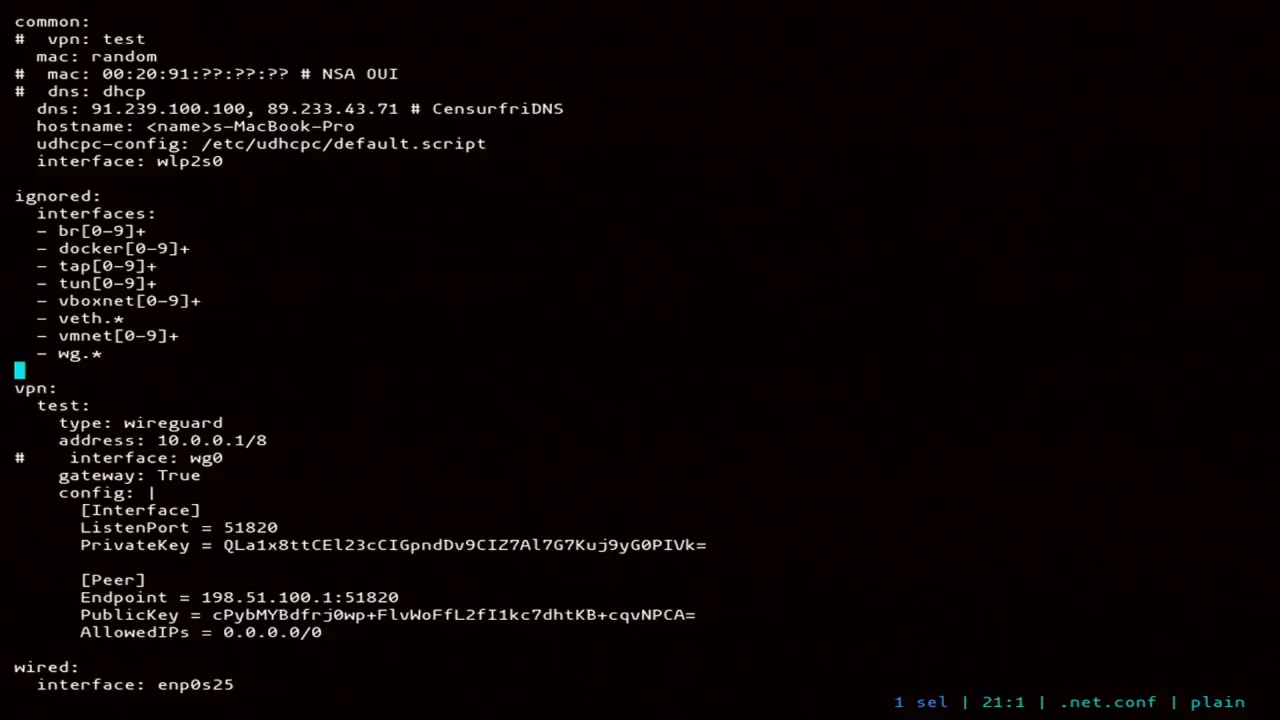 common:
#  vpn: test
  mac: random
#  mac: 00:20:91:??:??:?? # NSA OUI
#  dns: dhcp
  dns: 91.239.100.100, 89.233.43.71 # CensurfriDNS
  hostname: <name>s-MacBook-Pro
  udhcpc-config: /etc/udhcpc/default.script
  interface: wlp2s0

ignored:
  interfaces:
  - br[0-9]+
  - docker[0-9]+
  - tap[0-9]+
  - tun[0-9]+
  - vboxnet[0-9]+
  - veth.*
  - vmnet[0-9]+
  - wg.*

vpn:
  test:
    type: wireguard
    address: 10.0.0.1/8
#    interface: wg0
    gateway: True
    config: |
      [Interface]
      ListenPort = 51820
      PrivateKey = QLa1x8ttCEl23cCIGpndDv9CIZ7Al7G7Kuj9yG0PIVk=

      [Peer]
      Endpoint = 198.51.100.1:51820
      PublicKey = cPybMYBdfrj0wp+FlvWoFfL2fI1kc7dhtKB+cqvNPCA=
      AllowedIPs = 0.0.0.0/0

wired:
  interface: enp0s25
1 sel | 21:1 | .net.conf | plain